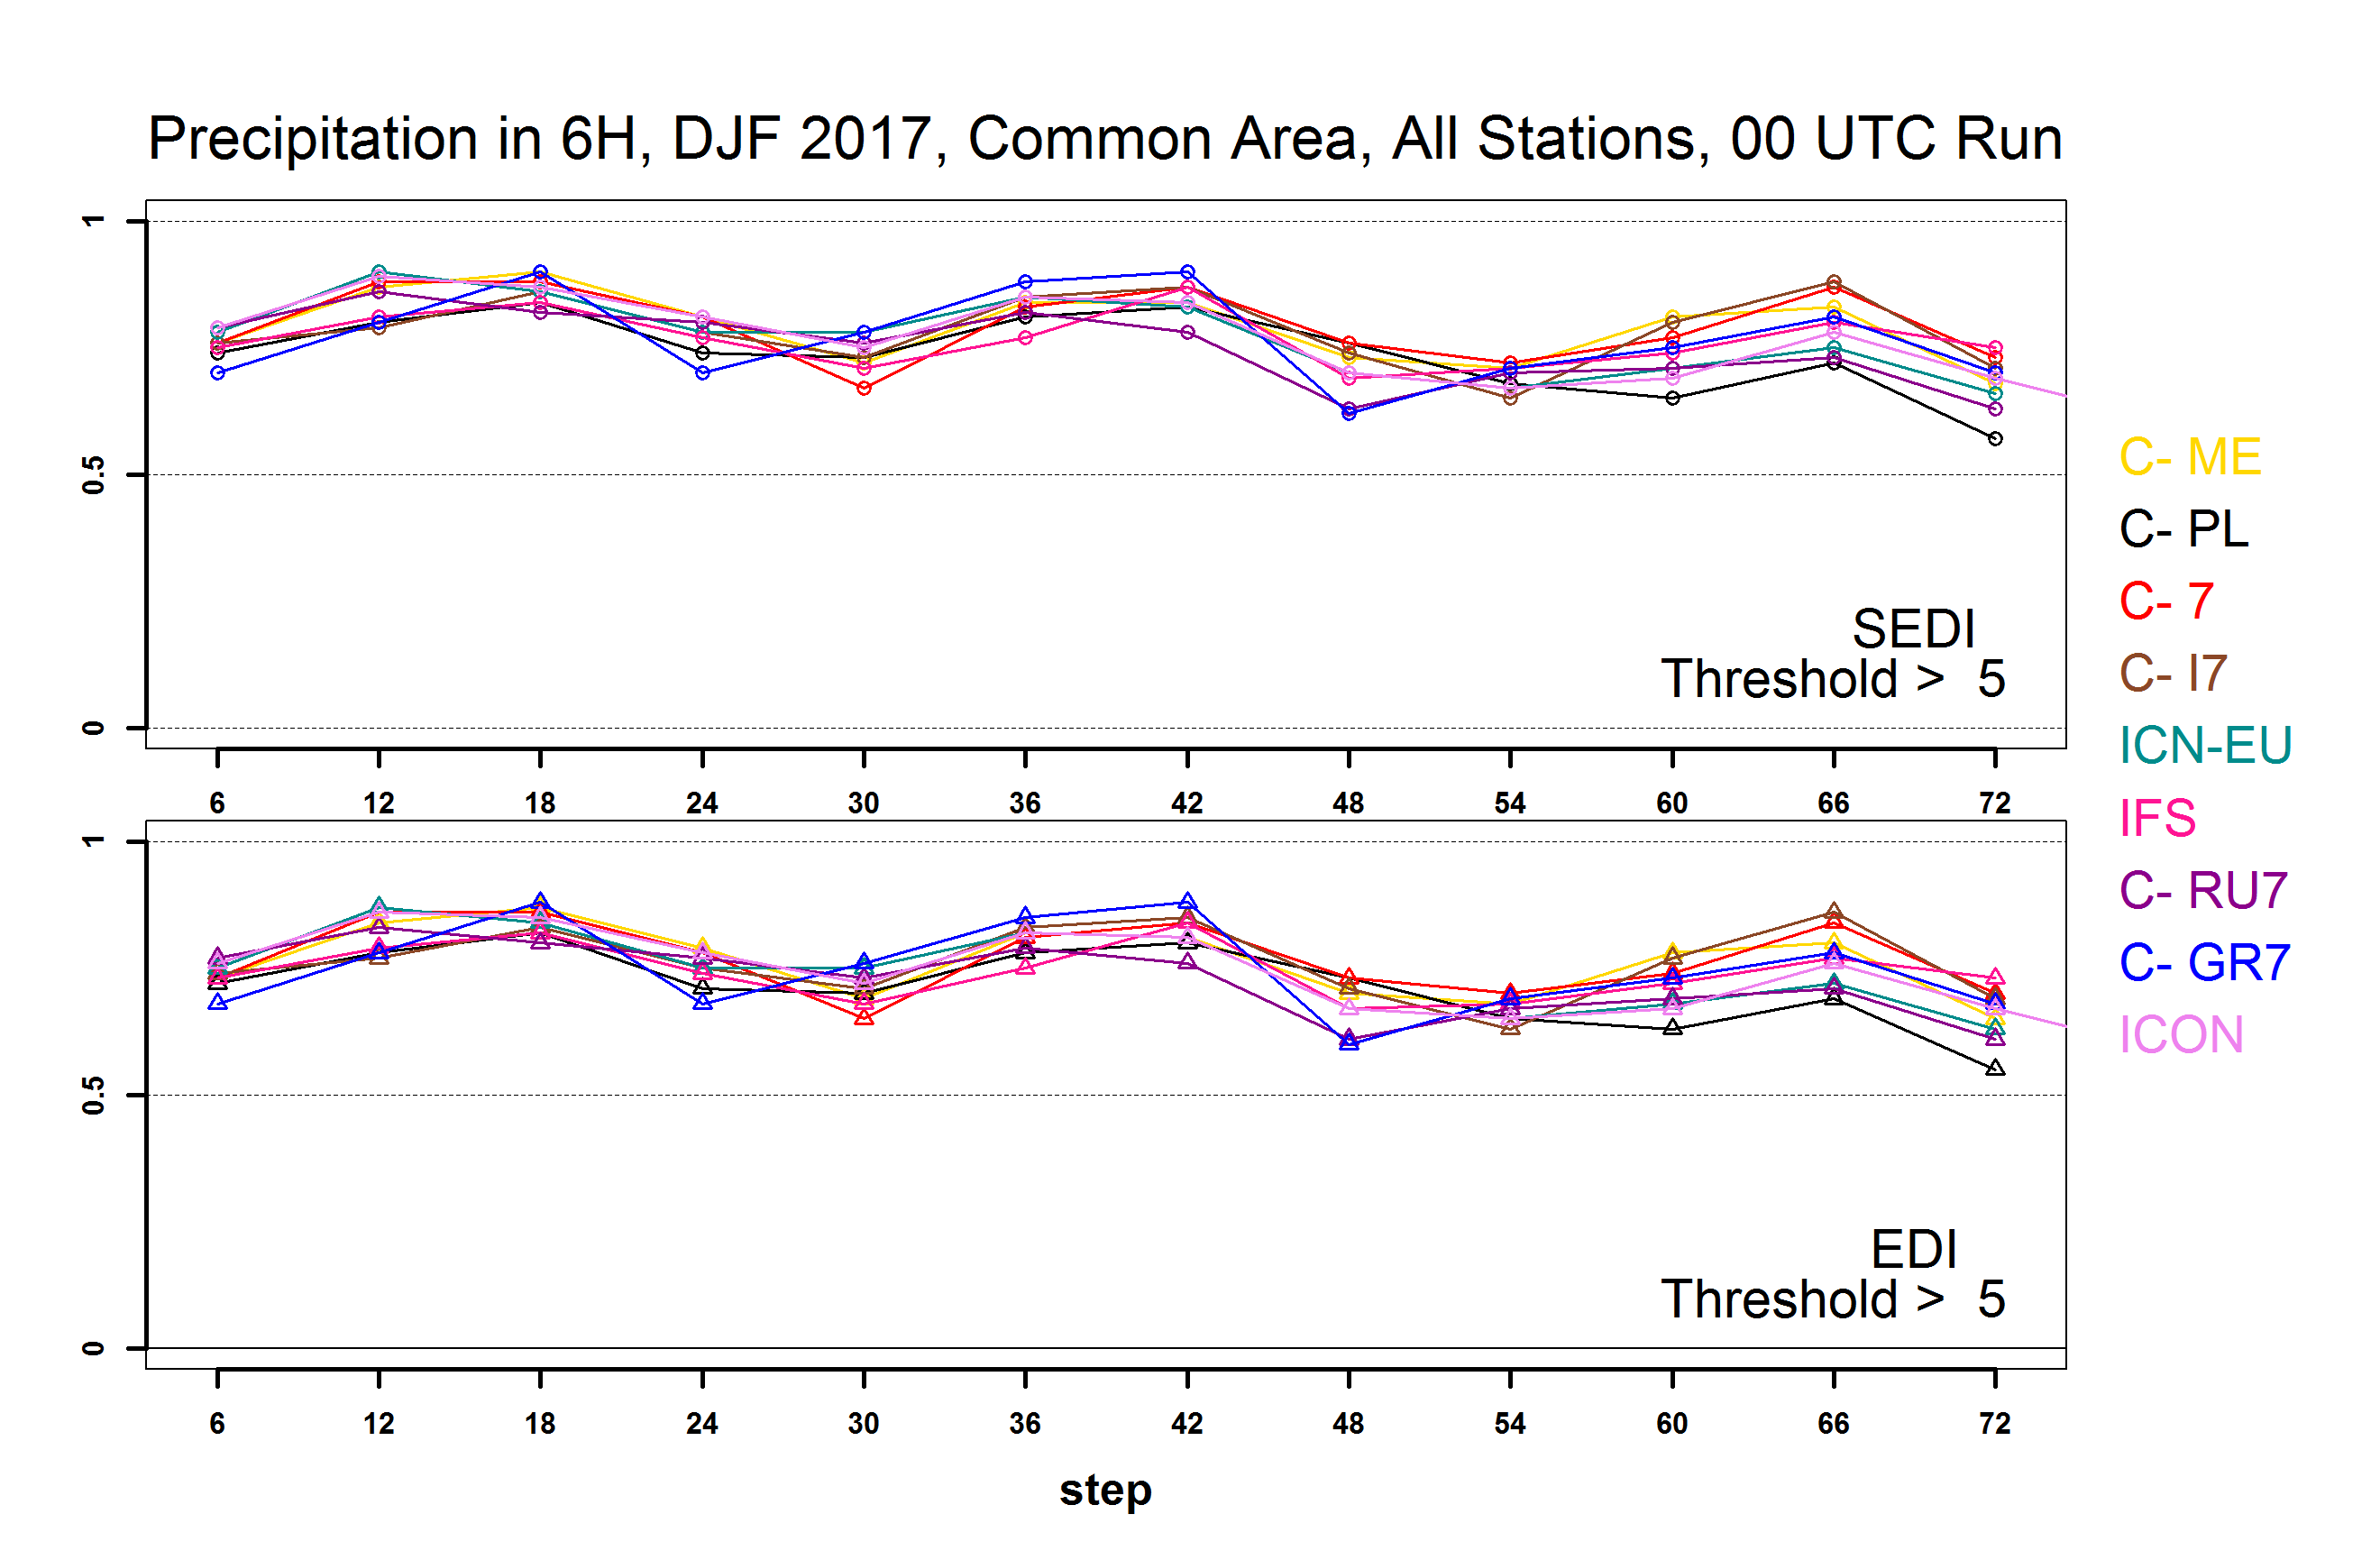 Precipitation in 6H, DJF 2017, Common Area, All Stations, 00 UTC Run
1
0.5
0
SEDI
Threshold > 5
6 12 18 24 30 36 42 48 54 60 66 72
1
0.5
0
EDI
Threshold > 5
6 12 18 24 30 36 42 48 54 60 66 72
step
C- ME
C- PL
C- 7
C- I7
ICN-EU
IFS
C- RU7
C- GR7
ICON